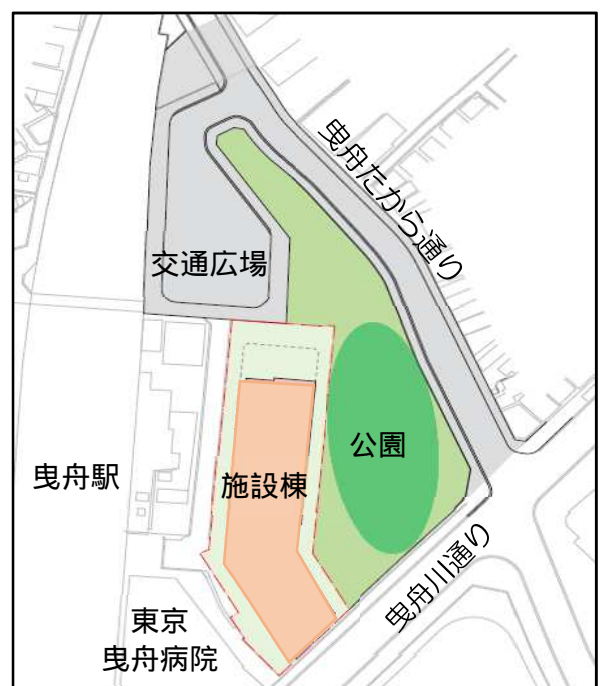 曳舟たから通り
交通広場
公園
曳舟駅
施設棟
曳舟川通り
東京
曳舟病院